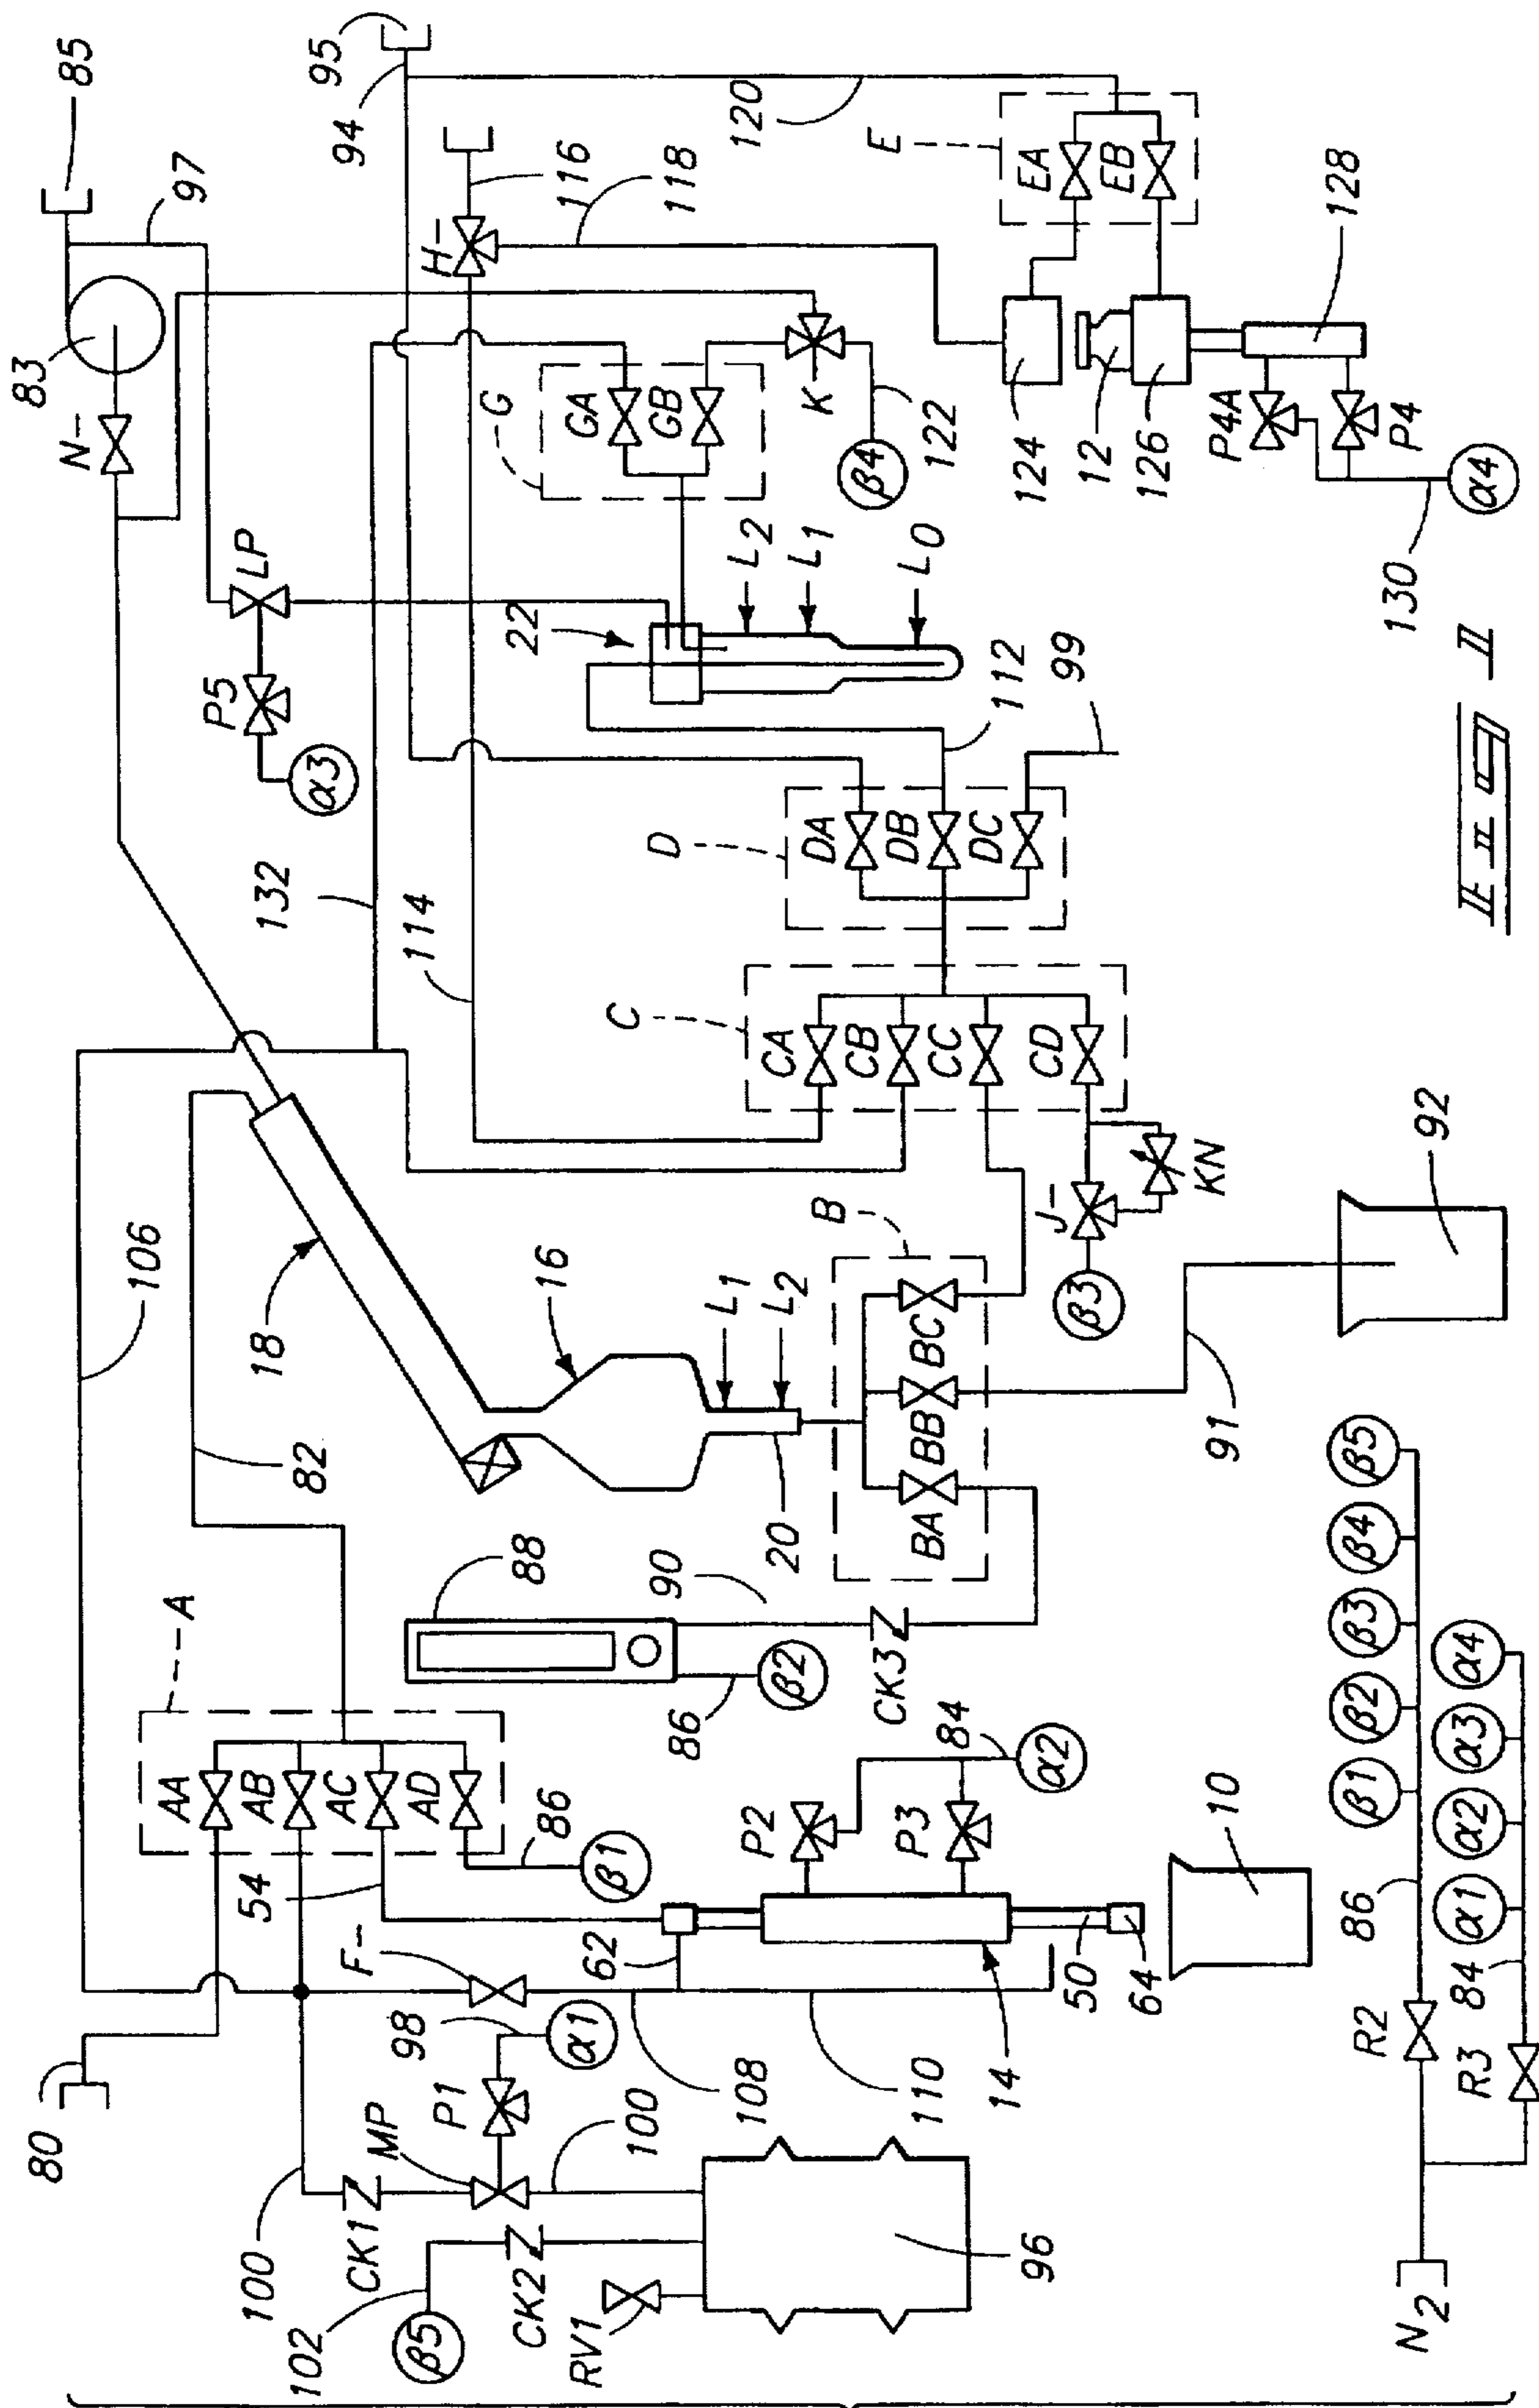 80
100
102
β5
CK1
CK2
RV1
MP
P1
98
α1
100
96
F
108
110
62
54
A
AA
AB
AC
AD
86
β1
P2
P3
84
α2
14
50
64
10
106
82
18
16
88
86
β2
90
CK3
L1
L2
20
B
BA
BB
BC
91
92
132
114
C
CA
CB
CC
CD
J
β3
KN
D
DA
DB
DC
112
99
N
83
85
97
LP
P5
α3
22
L2
L1
L0
G
GA
GB
K
β4
122
H
116
118
94
95
120
E
EA
EB
124
12
126
128
P4A
P4
130
α4
N2
R2
R3
86
β1
β2
β3
β4
β5
84
α1
α2
α3
α4